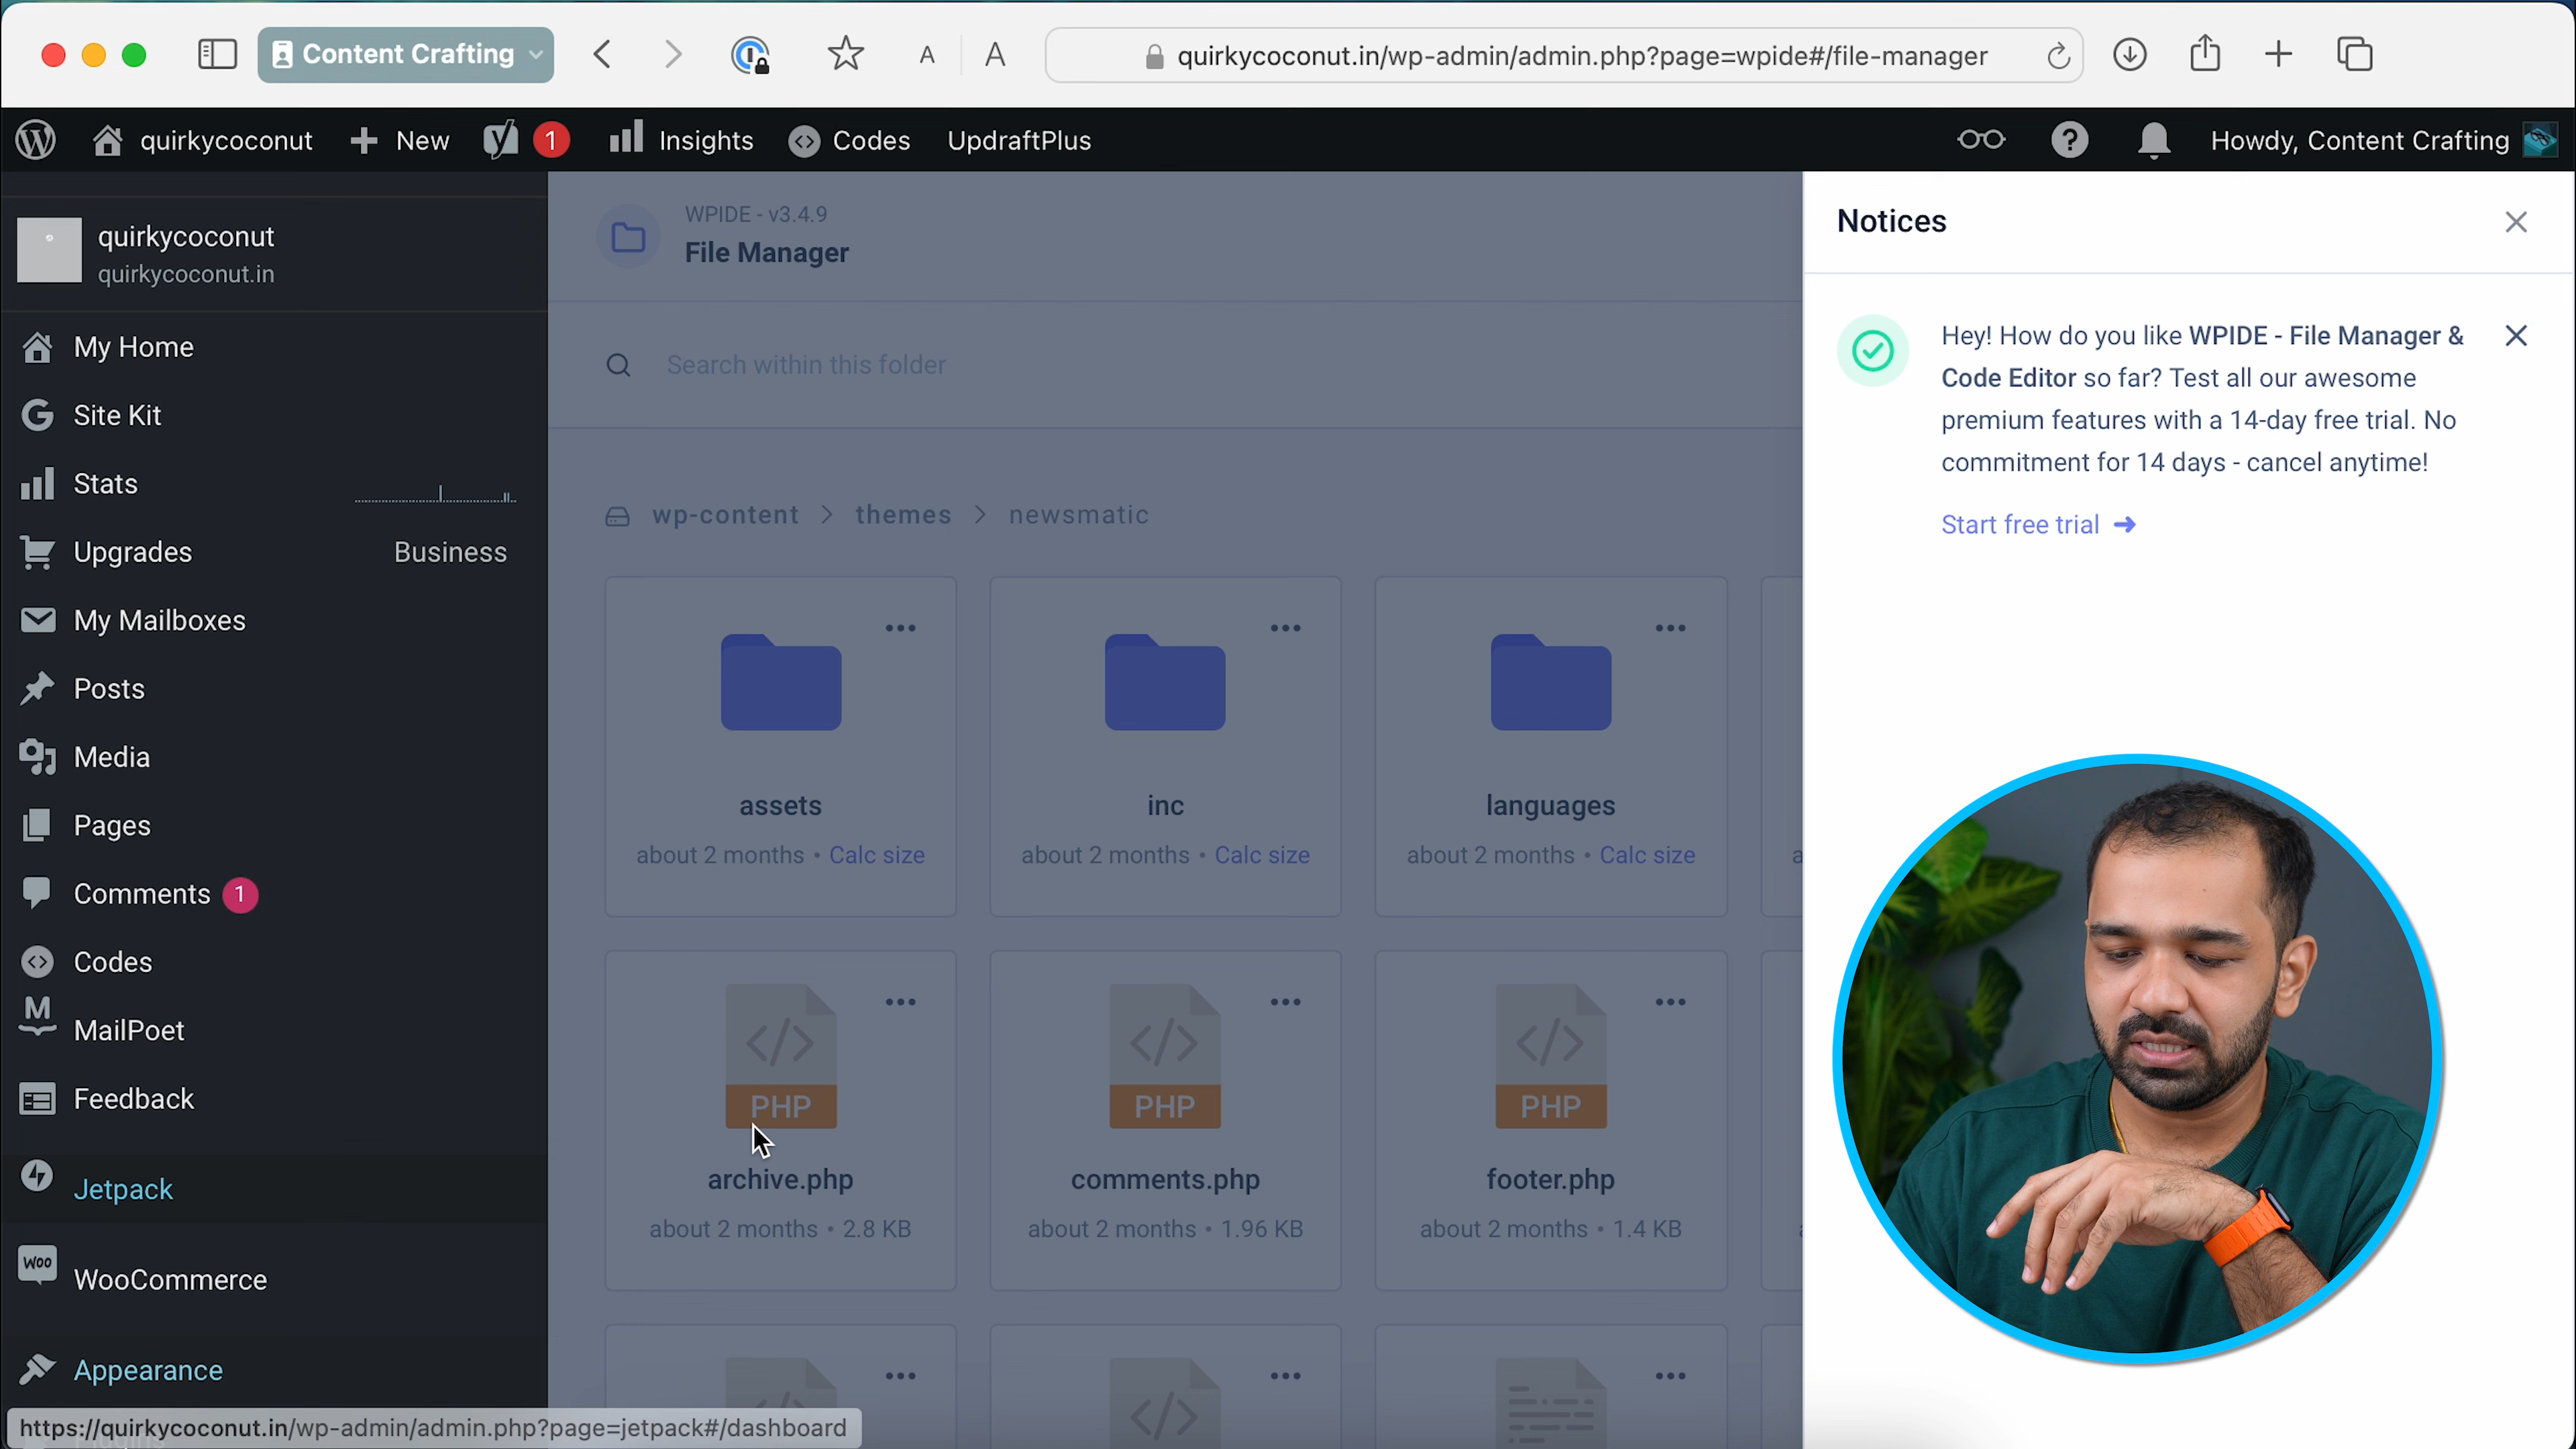 Content Crafting
A A
quirkycoconut.in/wp-admin/admin.php?page=wpide#/file-manager
quirkycoconut New 1 Insights Codes UpdraftPlus Howdy, Content Crafting
quirkycoconut
quirkycoconut.in
My Home
Site Kit
Stats
Upgrades Business
My Mailboxes
Posts
Media
Pages
Comments 1
Codes
MailPoet
Feedback
Jetpack
Woo WooCommerce
Appearance
https://quirkycoconut.in/wp-admin/admin.php?page=jetpack#/dashboard
WPIDE - v3.4.9
File Manager
Search within this folder
wp-content > themes > newsmatic
assets
about 2 months • Calc size
inc
about 2 months • Calc size
languages
about 2 months • Calc size
PHP
archive.php
about 2 months • 2.8 KB
PHP
comments.php
about 2 months • 1.96 KB
PHP
footer.php
about 2 months • 1.4 KB
Notices
Hey! How do you like WPIDE - File Manager &
Code Editor so far? Test all our awesome
premium features with a 14-day free trial. No
commitment for 14 days - cancel anytime!
Start free trial →